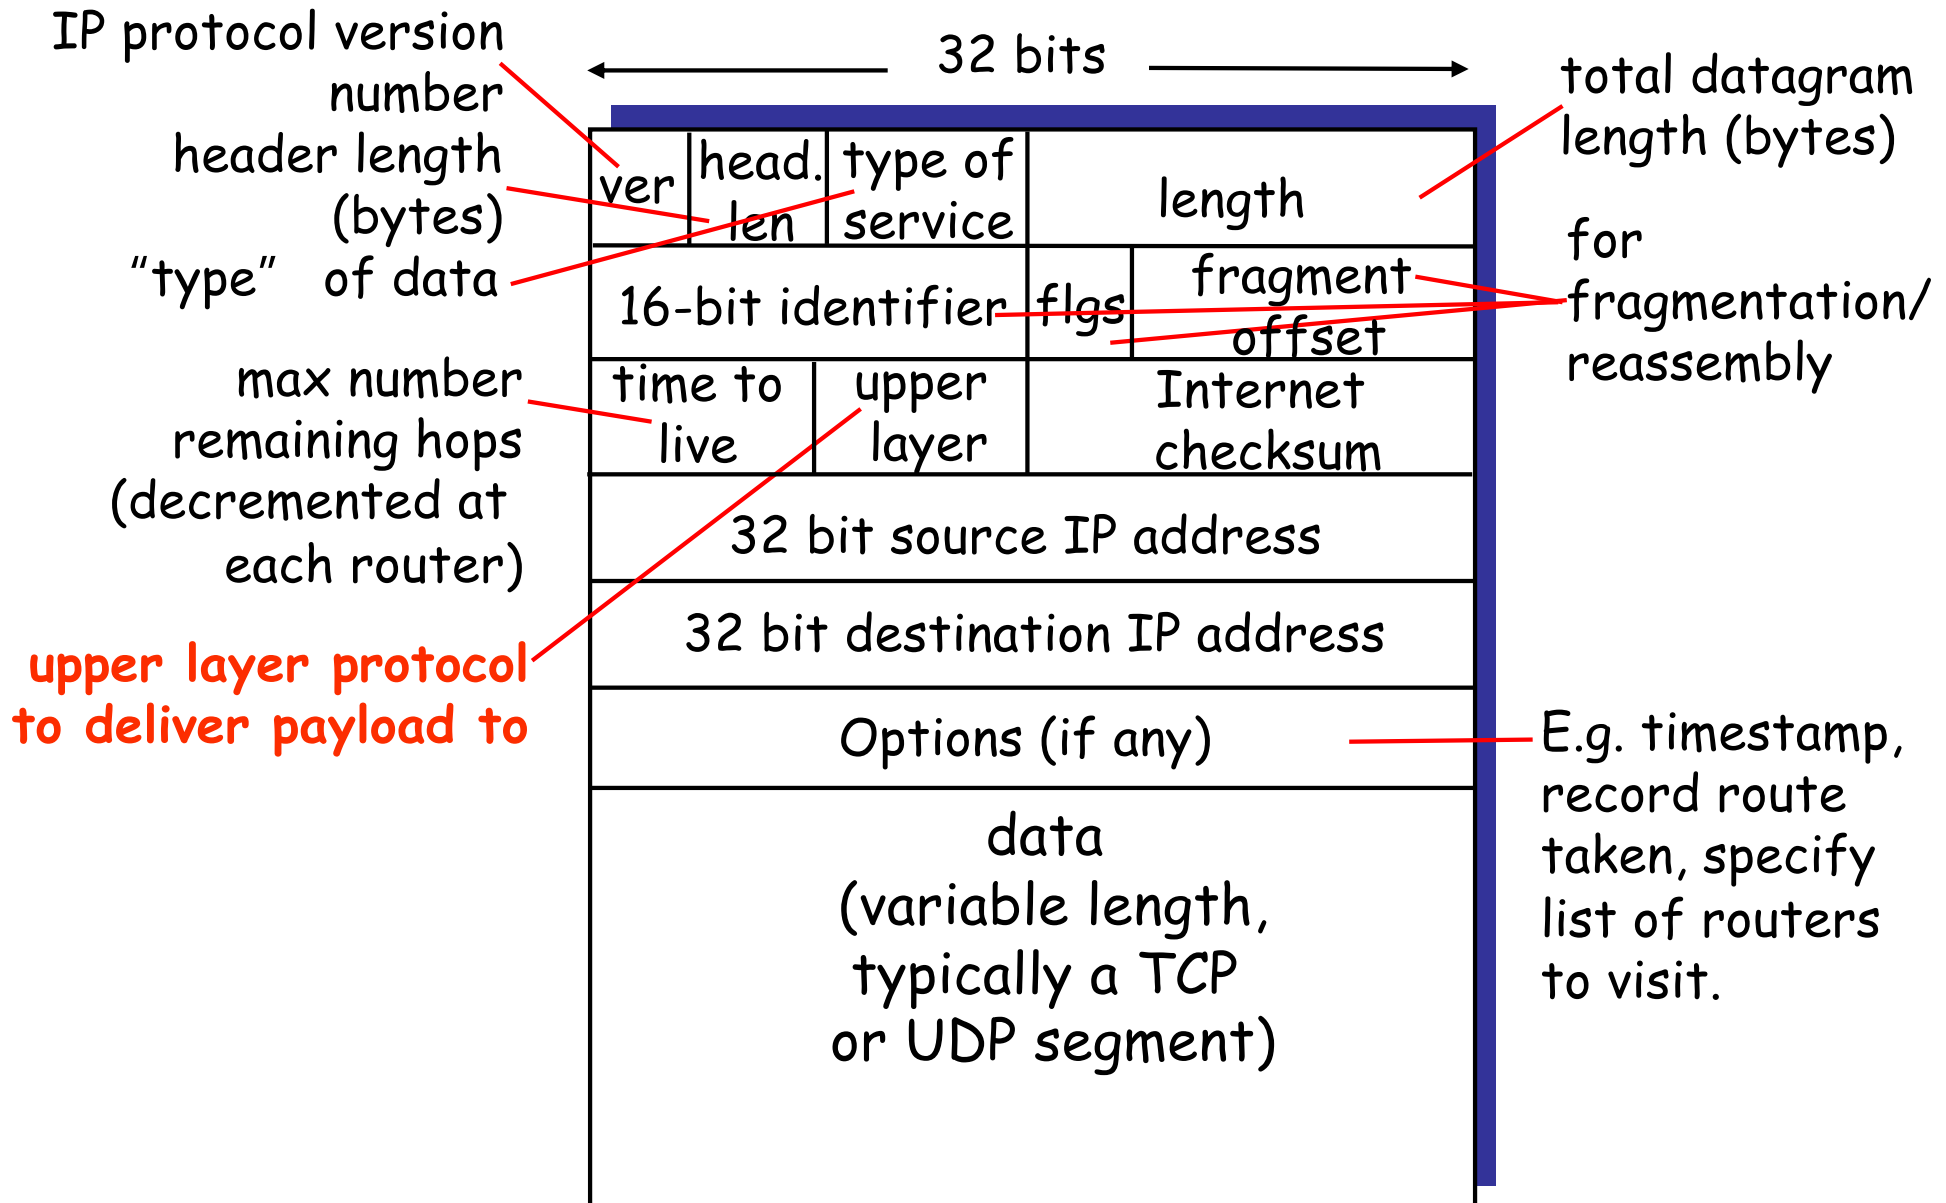 IP protocol version
number
header length
(bytes)
"type" of data
max number
remaining hops
(decremented at
each router)
upper layer protocol
to deliver payload to
32 bits
ver
head.
len
type of
service
length
16-bit identifier
flgs
fragment
offset
time to
live
upper
layer
Internet
checksum
32 bit source IP address
32 bit destination IP address
Options (if any)
data
(variable length,
typically a TCP
or UDP segment)
total datagram
length (bytes)
for
fragmentation/
reassembly
E.g. timestamp,
record route
taken, specify
list of routers
to visit.